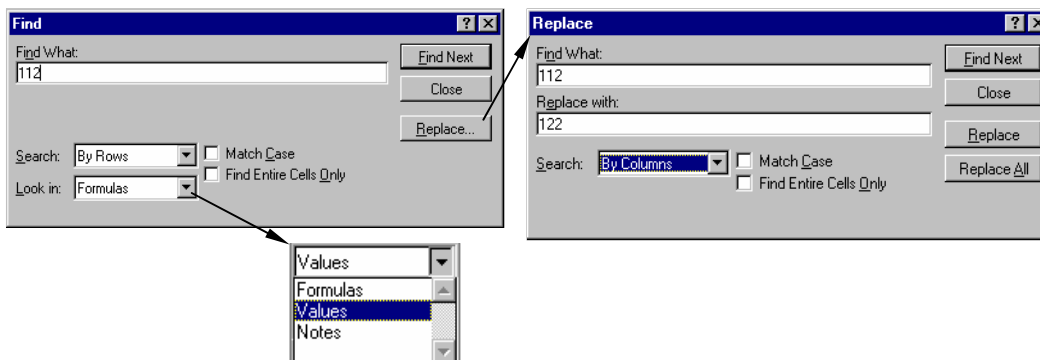 Find
Find What:
112
Find Next
Close
Replace...
Search: By Rows
Match Case
Look in: Formulas
Find Entire Cells Only
Values
Formulas
Values
Notes
Replace
Find What:
112
Replace with:
122
Find Next
Close
Replace
Replace All
Search: By Columns
Match Case
Find Entire Cells Only